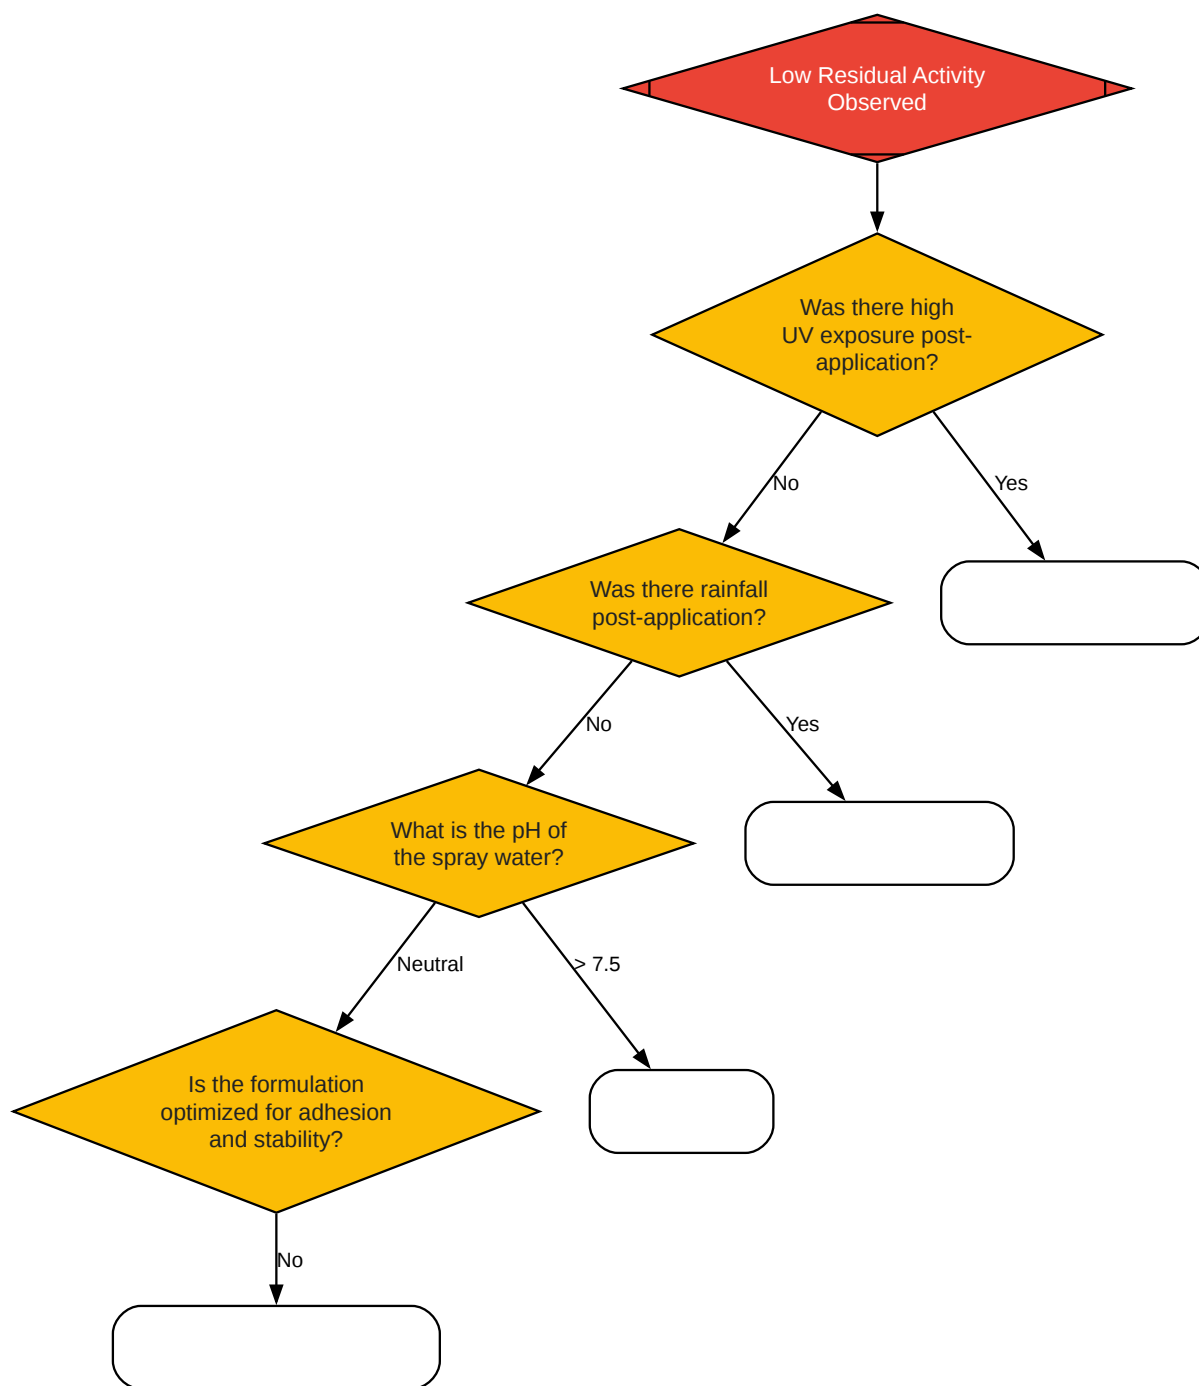 Low Residual Activity
Observed
Was there high
UV exposure post-
application?
No
Yes
Was there rainfall
post-application?
No
Yes
What is the pH of
the spray water?
Neutral
> 7.5
Is the formulation
optimized for adhesion
and stability?
No